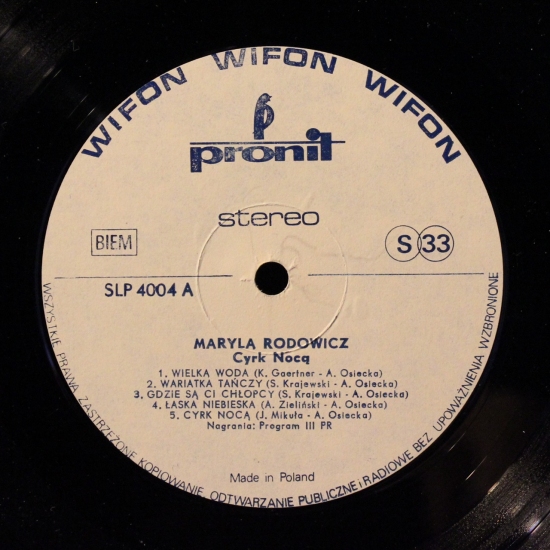 WIFON WIFON WIFON
pronit
stereo
BIEM
S 33
SLP 4004 A
MARYLA RODOWICZ
Cyrk Nocą
1. WIELKA WODA (K. Gaertner - A. Osiecka)
2. WARIATKA TAŃCZY (S. Krajewski - A. Osiecka)
3. GDZIE SĄ CI CHŁOPCY (S. Krajewski - A. Osiecka)
4. ŁASKA NIEBIESKA (A. Zieliński - A. Osiecka)
5. CYRK NOCĄ (J. Mikuła - A. Osiecka)
Nagrania: Program III PR
Made in Poland
WSZYSTKIE PRAWA ZASTRZEŻONE KOPIOWANIE, ODTWARZANIE PUBLICZNE i RADIOWE BEZ UPOWAŻNIENIA WZBRONIONE